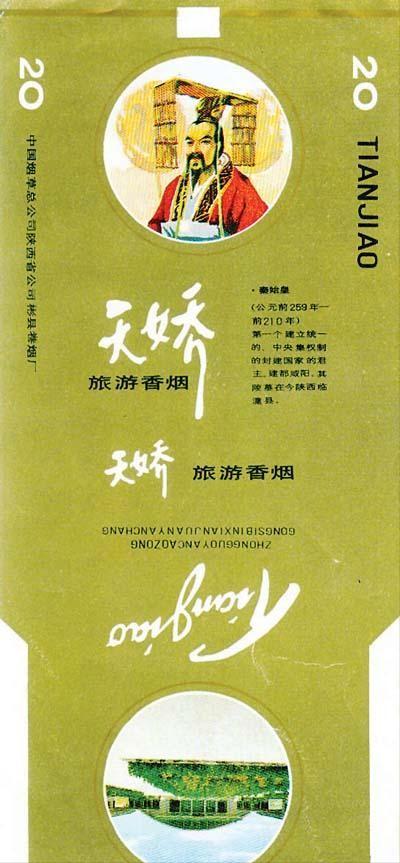 20
中国烟草总公司陕西省公司彬县卷烟厂
20
TIANJIAO
天娇
旅游香烟
·秦始皇
(公元前259年一
前210年)
第一个建立统一
的、中央集权制
的封建国家的君
主。建都咸阳。其
陵墓在今陕西临
潼县。
天娇 旅游香烟
Tianjiao
ZHONGGUOYANCAOZONG
GONGSIBINXIANJUANYANCHANG